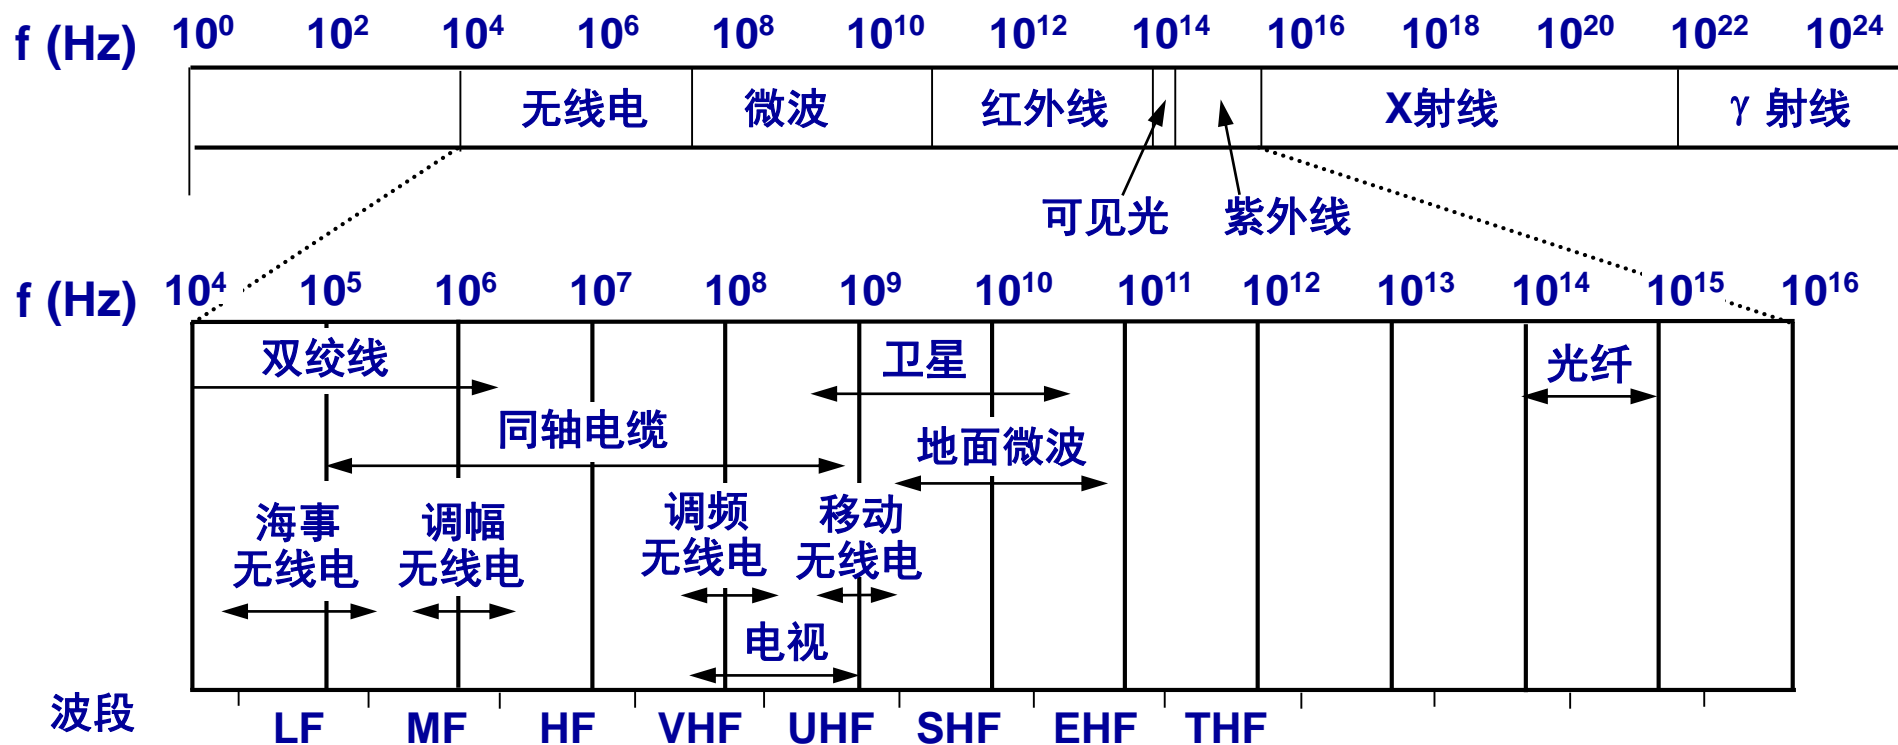 f (Hz) 10⁰ 10² 10⁴ 10⁶ 10⁸ 10¹⁰ 10¹² 10¹⁴ 10¹⁶ 10¹⁸ 10²⁰ 10²² 10²⁴
无线电 微波 红外线 X射线 γ 射线
可见光 紫外线
f (Hz) 10⁴ 10⁵ 10⁶ 10⁷ 10⁸ 10⁹ 10¹⁰ 10¹¹ 10¹² 10¹³ 10¹⁴ 10¹⁵ 10¹⁶
双绞线 卫星 光纤
同轴电缆 地面微波
海事 调幅 调频 移动
无线电 无线电 无线电 无线电
电视
波段 LF MF HF VHF UHF SHF EHF THF